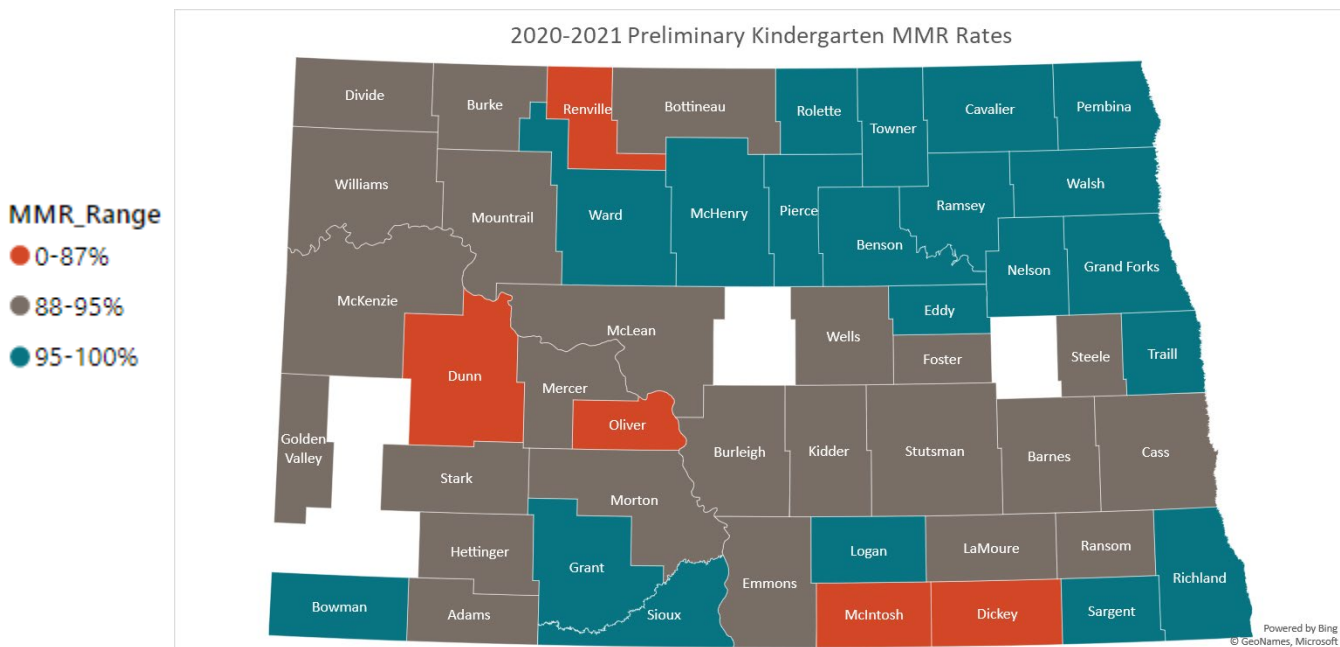 2020-2021 Preliminary Kindergarten MMR Rates
MMR_Range
0-87%
88-95%
95-100%
Divide
Burke
Renville
Bottineau
Rolette
Towner
Cavalier
Pembina
Williams
Mountrail
Ward
McHenry
Pierce
Benson
Ramsey
Walsh
Nelson
Grand Forks
McKenzie
Dunn
McLean
Mercer
Oliver
Wells
Eddy
Foster
Steele
Traill
Golden
Valley
Stark
Morton
Burleigh
Kidder
Stutsman
Barnes
Cass
Hettinger
Grant
Emmons
Logan
LaMoure
Ransom
Richland
Bowman
Adams
Sioux
McIntosh
Dickey
Sargent
Powered by Bing
© GeoNames, Microsoft